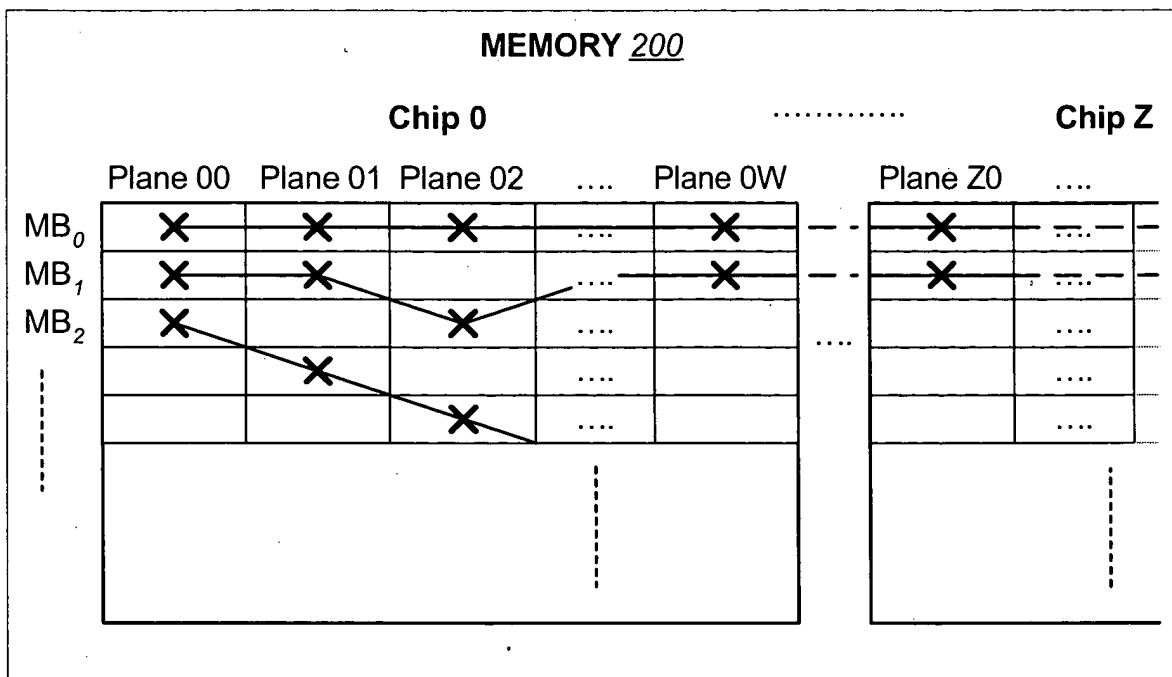 MEMORY 200
Chip 0 .............. Chip Z
Plane 00 Plane 01 Plane 02 .... Plane 0W Plane Z0 ....
MB0 .... ....
MB1 .... ....
MB2 .... ....
....
.... ....
.... ....